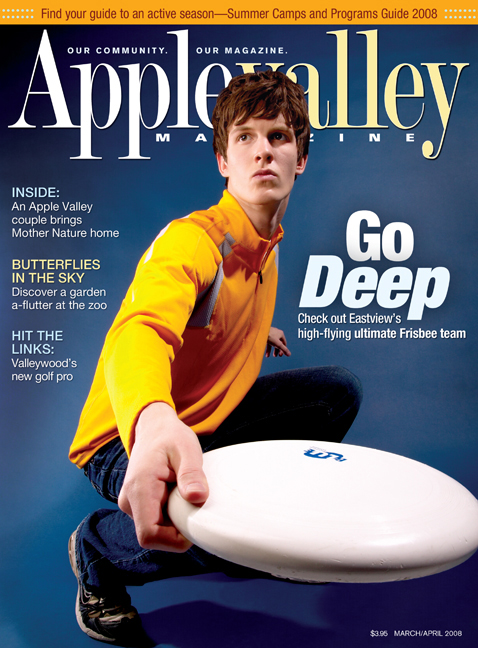 Find your guide to an active season—Summer Camps and Programs Guide 2008
OUR COMMUNITY. OUR MAGAZINE.
Applevalley
MA ZINE
INSIDE:
An Apple Valley
couple brings
Mother Nature home
BUTTERFLIES
IN THE SKY
Discover a garden
a-flutter at the zoo
HIT THE
LINKS:
Valleywood's
new golf pro
Go
Deep
Check out Eastview's
high-flying ultimate Frisbee team
$3.95 MARCH/APRIL 2008